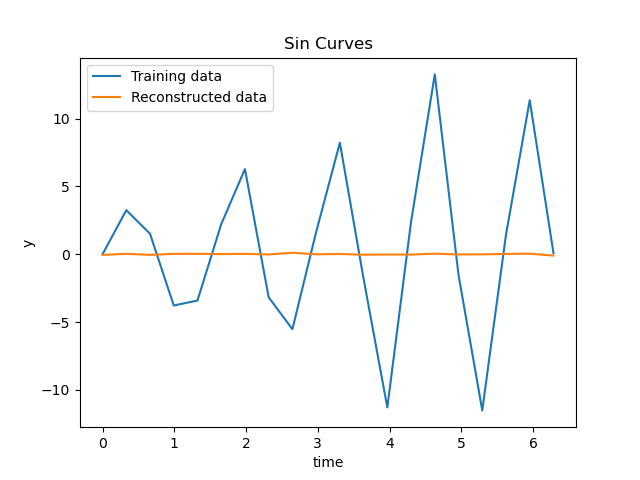 Sin Curves
Training data
Reconstructed data
10
5
0
−5
−10
y
0 1 2 3 4 5 6
time